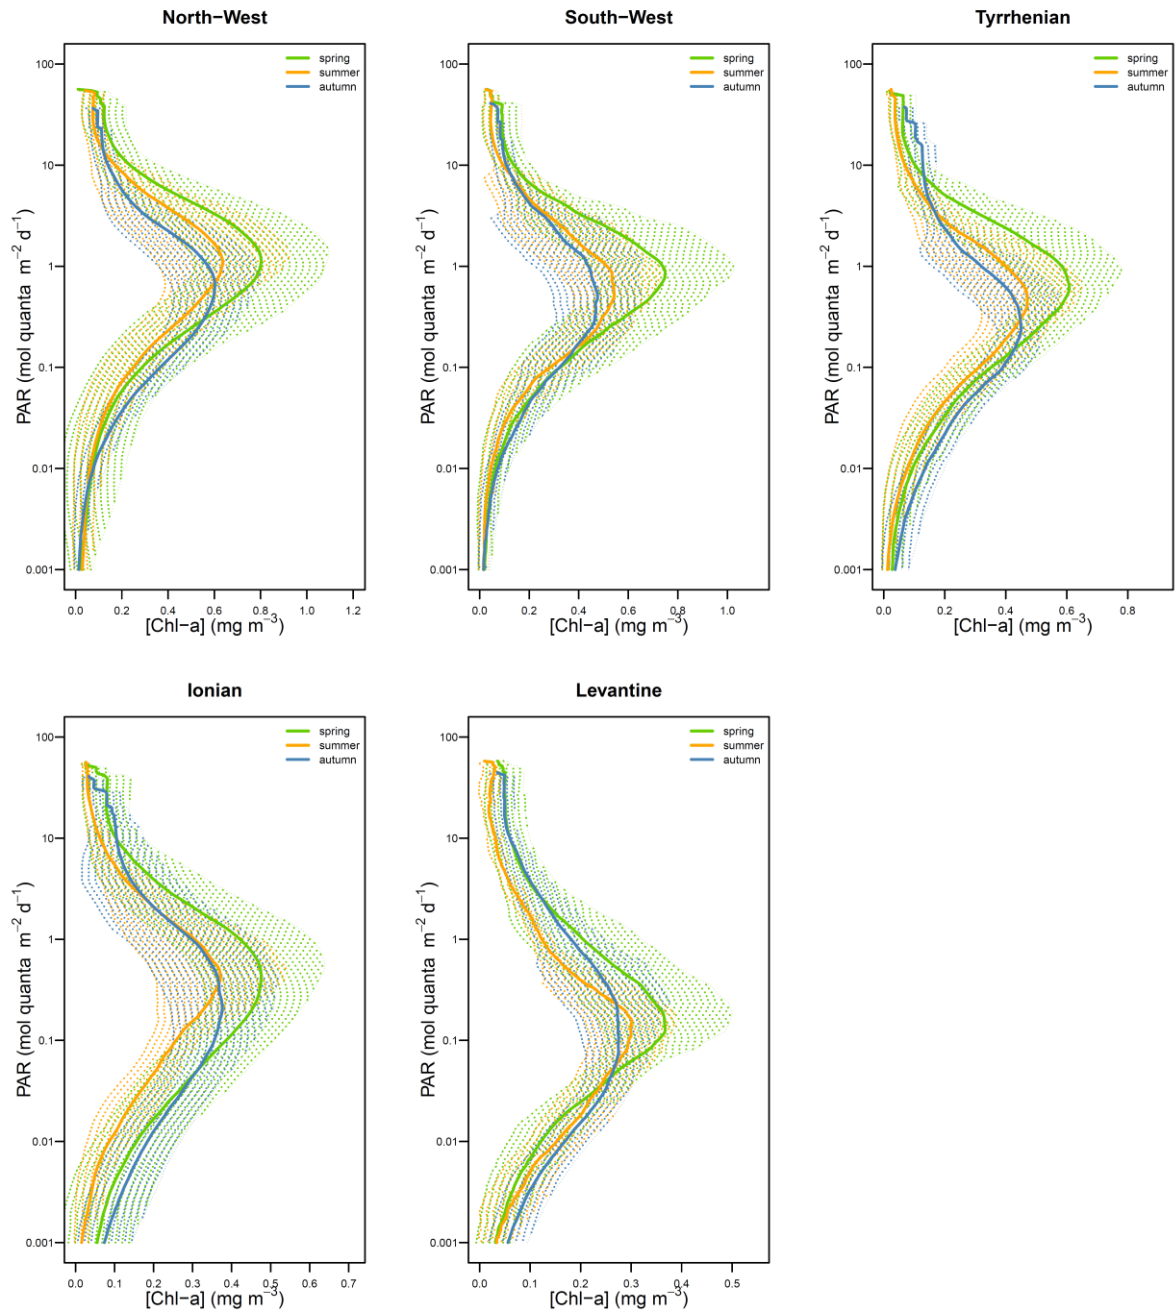 North−West
spring
summer
autumn
100
10
1
0.1
0.01
0.001
PAR (mol quanta m−2 d−1)
0.0 0.2 0.4 0.6 0.8 1.0 1.2
[Chl−a] (mg m−3)
South−West
spring
summer
autumn
100
10
1
0.1
0.01
0.001
PAR (mol quanta m−2 d−1)
0.0 0.2 0.4 0.6 0.8 1.0
[Chl−a] (mg m−3)
Tyrrhenian
spring
summer
autumn
100
10
1
0.1
0.01
0.001
PAR (mol quanta m−2 d−1)
0.0 0.2 0.4 0.6 0.8
[Chl−a] (mg m−3)
Ionian
spring
summer
autumn
100
10
1
0.1
0.01
0.001
PAR (mol quanta m−2 d−1)
0.0 0.1 0.2 0.3 0.4 0.5 0.6 0.7
[Chl−a] (mg m−3)
Levantine
spring
summer
autumn
100
10
1
0.1
0.01
0.001
PAR (mol quanta m−2 d−1)
0.0 0.1 0.2 0.3 0.4 0.5
[Chl−a] (mg m−3)